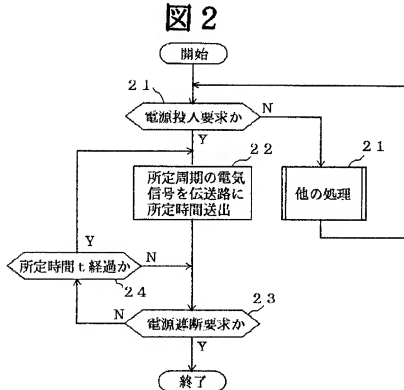 図2
開始
21
電源投入要求か
N
Y
22
21
所定周期の電気
信号を伝送路に
所定時間送出
他の処理
Y
所定時間t経過か
N
24
23
N
電源遮断要求か
Y
終了